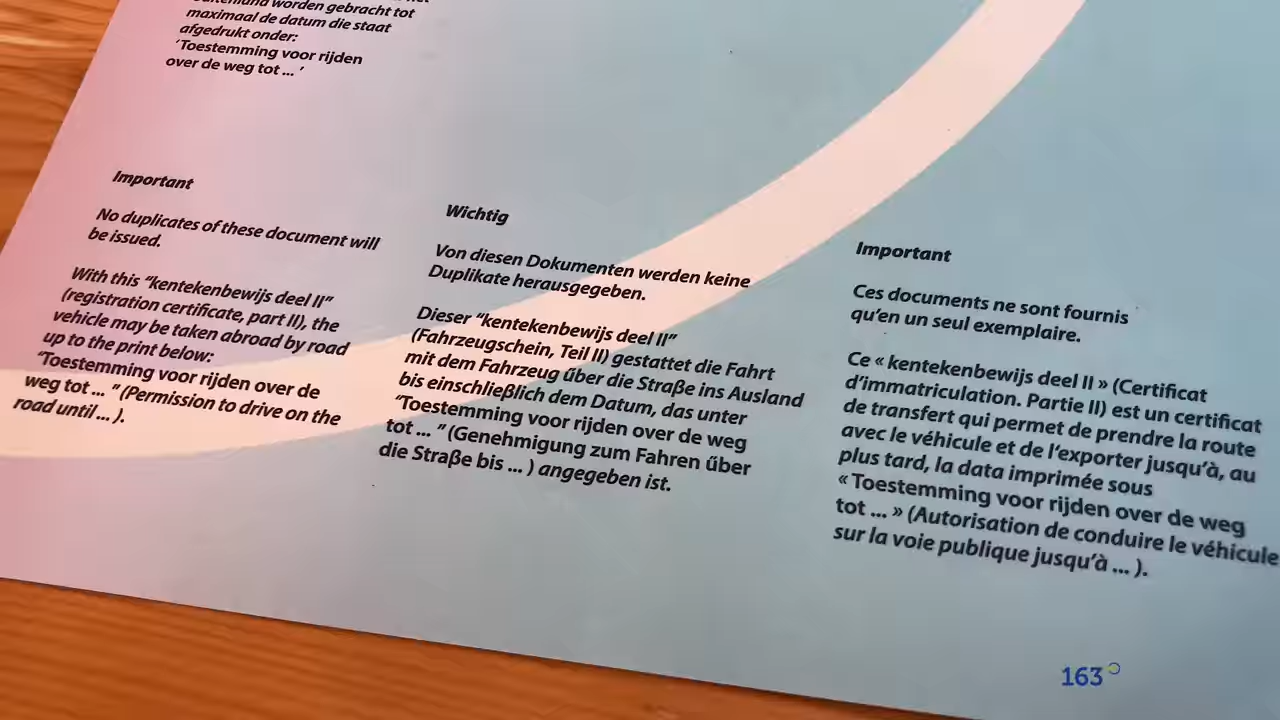 worden gebracht tot
maximaal de datum die staat
afgedrukt onder:
'Toestemming voor rijden
over de weg tot ... '
Important
No duplicates of these document will
be issued.
With this "kentekenbewijs deel II"
(registration certificate, part II), the
vehicle may be taken abroad by road
up to the print below:
"Toestemming voor rijden over de
weg tot ... " (Permission to drive on the
road until ... ).
Wichtig
Von diesen Dokumenten werden keine
Duplikate herausgegeben.
Dieser "kentekenbewijs deel II"
(Fahrzeugschein, Teil II) gestattet die Fahrt
mit dem Fahrzeug über die Straße ins Ausland
bis einschließlich dem Datum, das unter
"Toestemming voor rijden over de weg
tot ... " (Genehmigung zum Fahren über
die Straße bis ... ) angegeben ist.
Important
Ces documents ne sont fournis
qu'en un seul exemplaire.
Ce « kentekenbewijs deel II » (Certificat
d'immatriculation. Partie II) est un certificat
de transfert qui permet de prendre la route
avec le véhicule et de l'exporter jusqu'à, au
plus tard, la data imprimée sous
« Toestemming voor rijden over de weg
tot ... » (Autorisation de conduire le véhicule
sur la voie publique jusqu'à ... ).
163